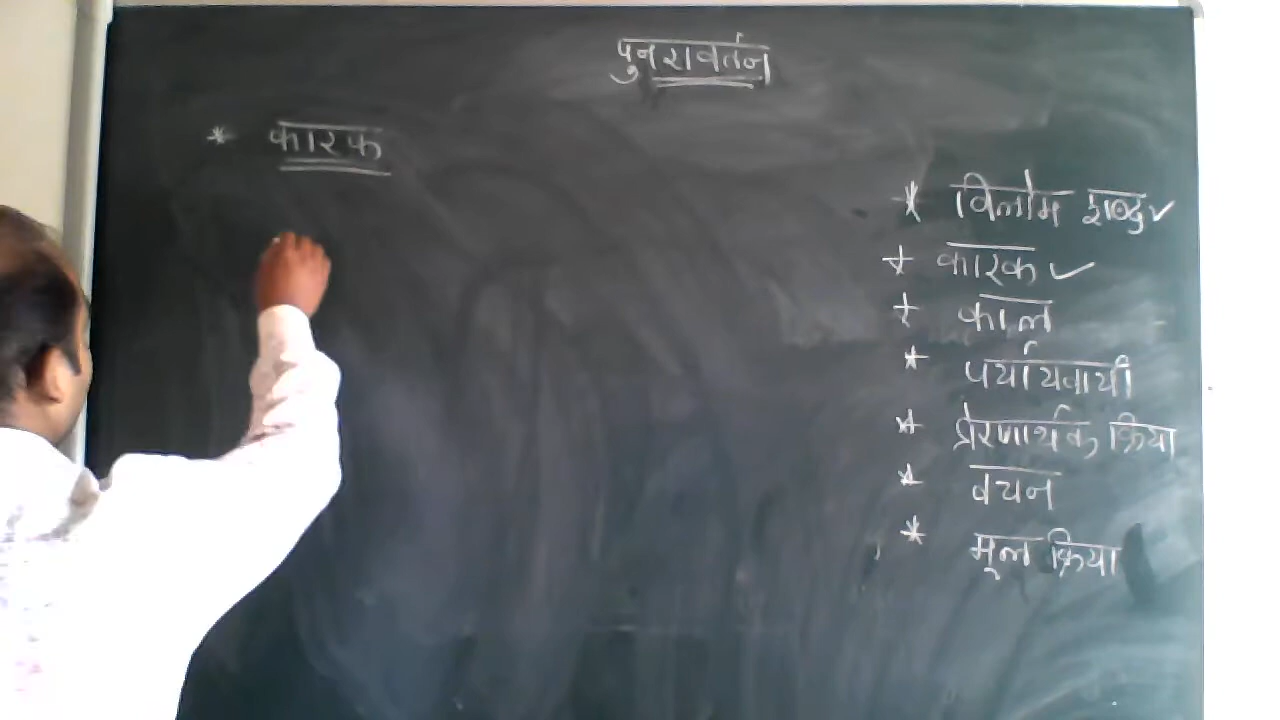 पुनरावर्तन
* कारक
* विलोम शब्द ✓
* कारक ✓
* काल
* पर्यायवाची
* प्रेरणार्थक क्रिया
* वचन
* मूल क्रिया